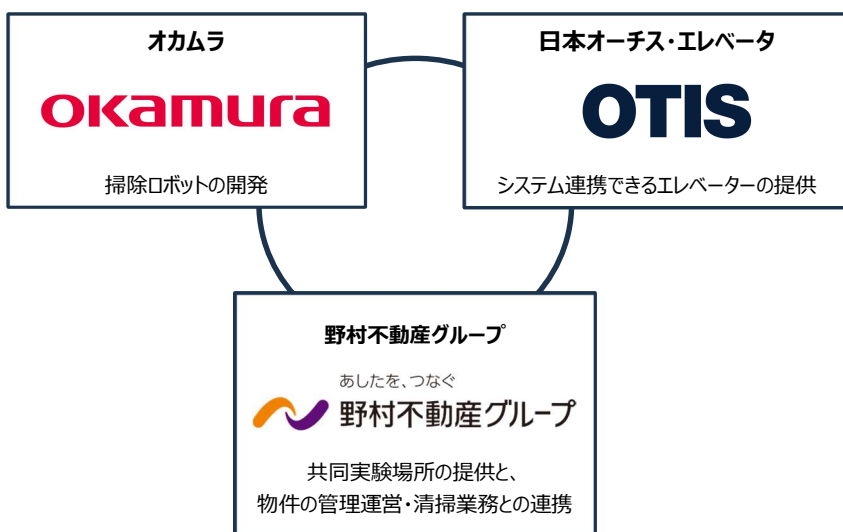 オカムラ
okamura
掃除ロボットの開発
日本オーチス・エレベータ
OTIS
システム連携できるエレベーターの提供
野村不動産グループ
あしたを、つなぐ
野村不動産グループ
共同実験場所の提供と、
物件の管理運営・清掃業務との連携